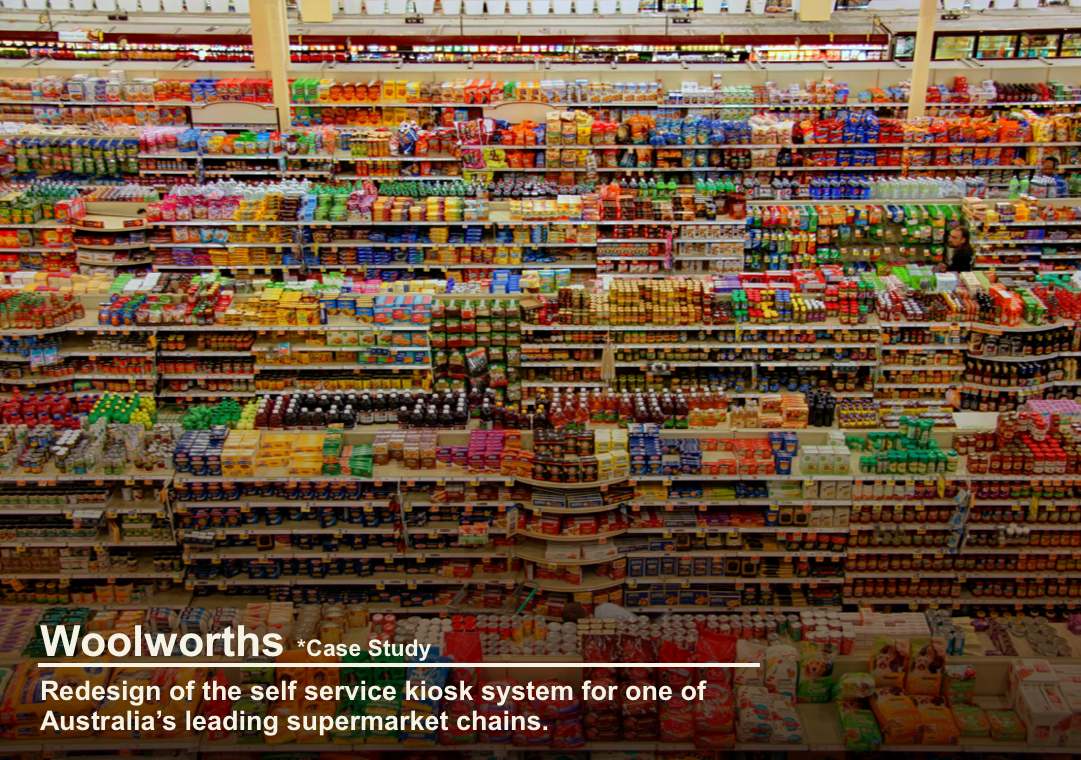 Woolworths *Case Study
Redesign of the self service kiosk system for one of
Australia's leading supermarket chains.